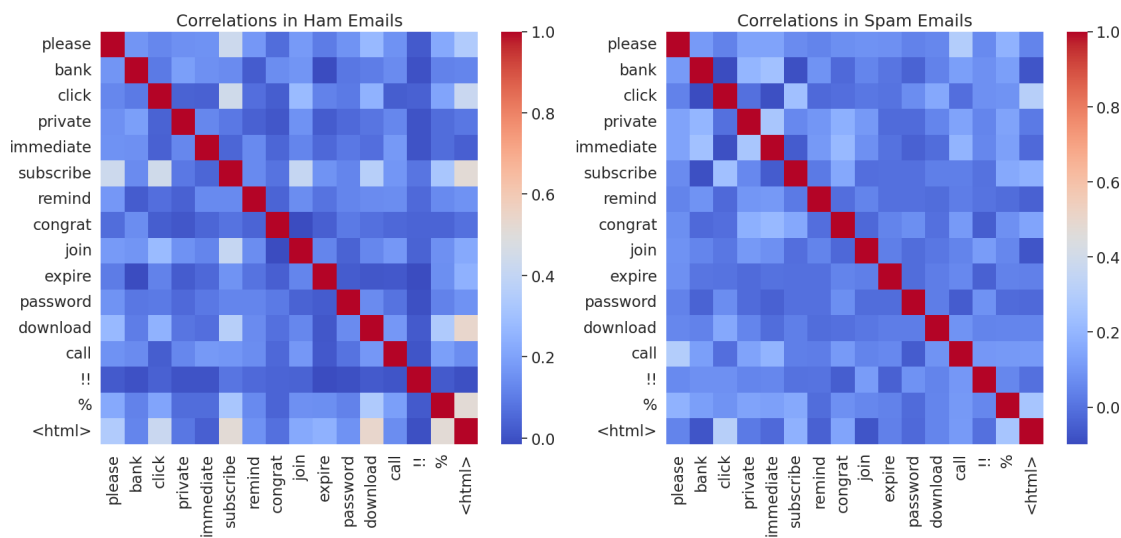 Correlations in Ham Emails
please
bank
click
private
immediate
subscribe
remind
congrat
join
expire
password
download
call
!!
%
<html>
please
bank
click
private
immediate
subscribe
remind
congrat
join
expire
password
download
call
!!
%
<html>
1.0
0.8
0.6
0.4
0.2
0.0
Correlations in Spam Emails
please
bank
click
private
immediate
subscribe
remind
congrat
join
expire
password
download
call
!!
%
<html>
please
bank
click
private
immediate
subscribe
remind
congrat
join
expire
password
download
call
!!
%
<html>
1.0
0.8
0.6
0.4
0.2
0.0